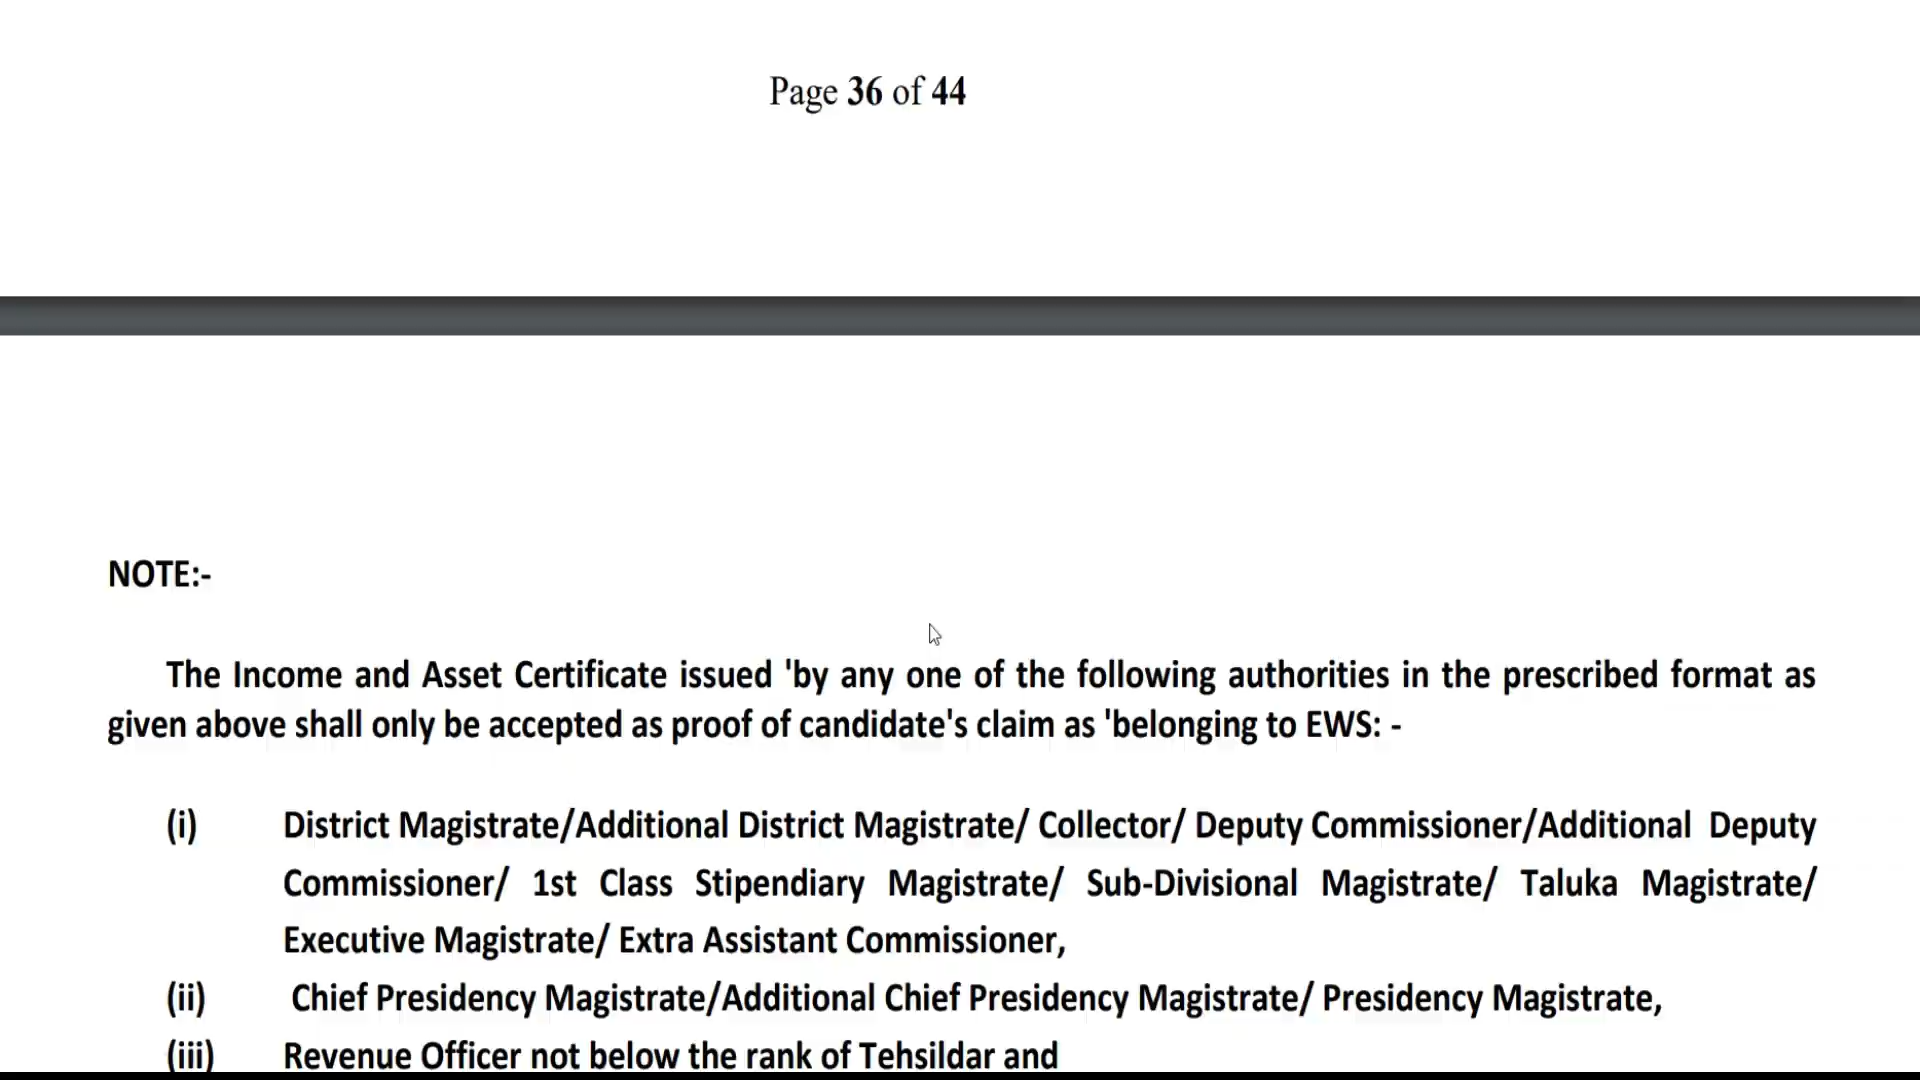 Page 36 of 44
NOTE:-
The Income and Asset Certificate issued 'by any one of the following authorities in the prescribed format as
given above shall only be accepted as proof of candidate's claim as 'belonging to EWS: -
(i) District Magistrate/Additional District Magistrate/ Collector/ Deputy Commissioner/Additional Deputy
Commissioner/ 1st Class Stipendiary Magistrate/ Sub-Divisional Magistrate/ Taluka Magistrate/
Executive Magistrate/ Extra Assistant Commissioner,
(ii) Chief Presidency Magistrate/Additional Chief Presidency Magistrate/ Presidency Magistrate,
(iii) Revenue Officer not below the rank of Tehsildar and